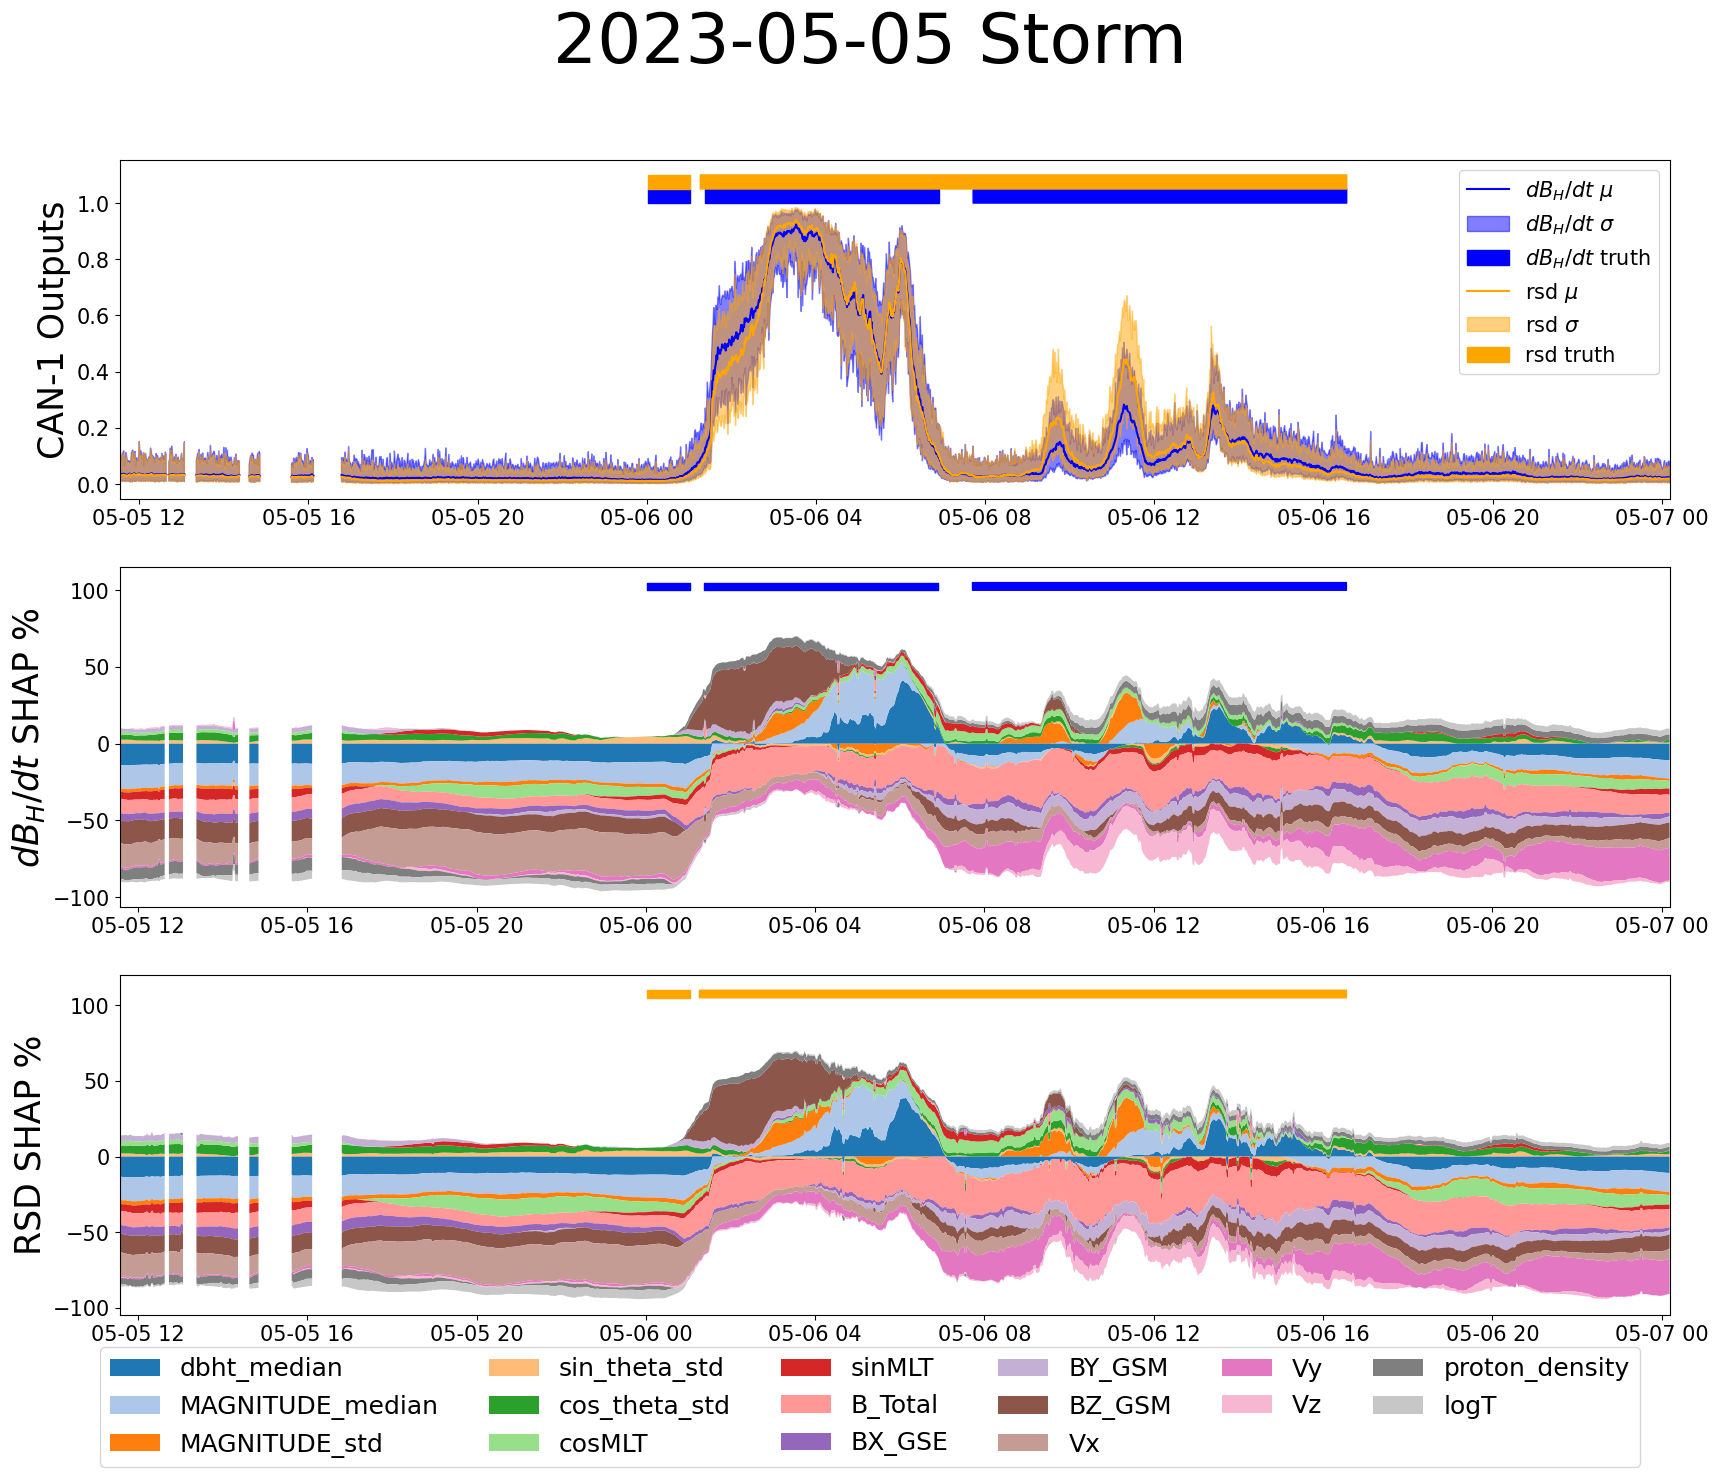 2023-05-05 Storm
CAN-1 Outputs
1.0
0.8
0.6
0.4
0.2
0.0
dB_H/dt μ
dB_H/dt σ
dB_H/dt truth
rsd μ
rsd σ
rsd truth
05-05 12 05-05 16 05-05 20 05-06 00 05-06 04 05-06 08 05-06 12 05-06 16 05-06 20 05-07 00
dB_H/dt SHAP %
100
50
0
−50
−100
05-05 12 05-05 16 05-05 20 05-06 00 05-06 04 05-06 08 05-06 12 05-06 16 05-06 20 05-07 00
RSD SHAP %
100
50
0
−50
−100
05-05 12 05-05 16 05-05 20 05-06 00 05-06 04 05-06 08 05-06 12 05-06 16 05-06 20 05-07 00
dbht_median sin_theta_std sinMLT BY_GSM Vy proton_density
MAGNITUDE_median cos_theta_std B_Total BZ_GSM Vz logT
MAGNITUDE_std cosMLT BX_GSE Vx